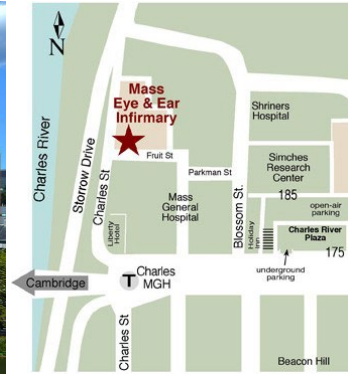 N
Mass
Eye & Ear
Infirmary
Shriners
Hospital
Charles River
Storrow Drive
Charles St
Fruit St
Parkman St
Simches
Research
Center
185
Mass
General
Hospital
Blossom St.
open-air
parking
Liberty
Hotel
Holiday
Inn
Charles River
Plaza
175
underground
parking
Cambridge
T
Charles
MGH
Charles St
Beacon Hill